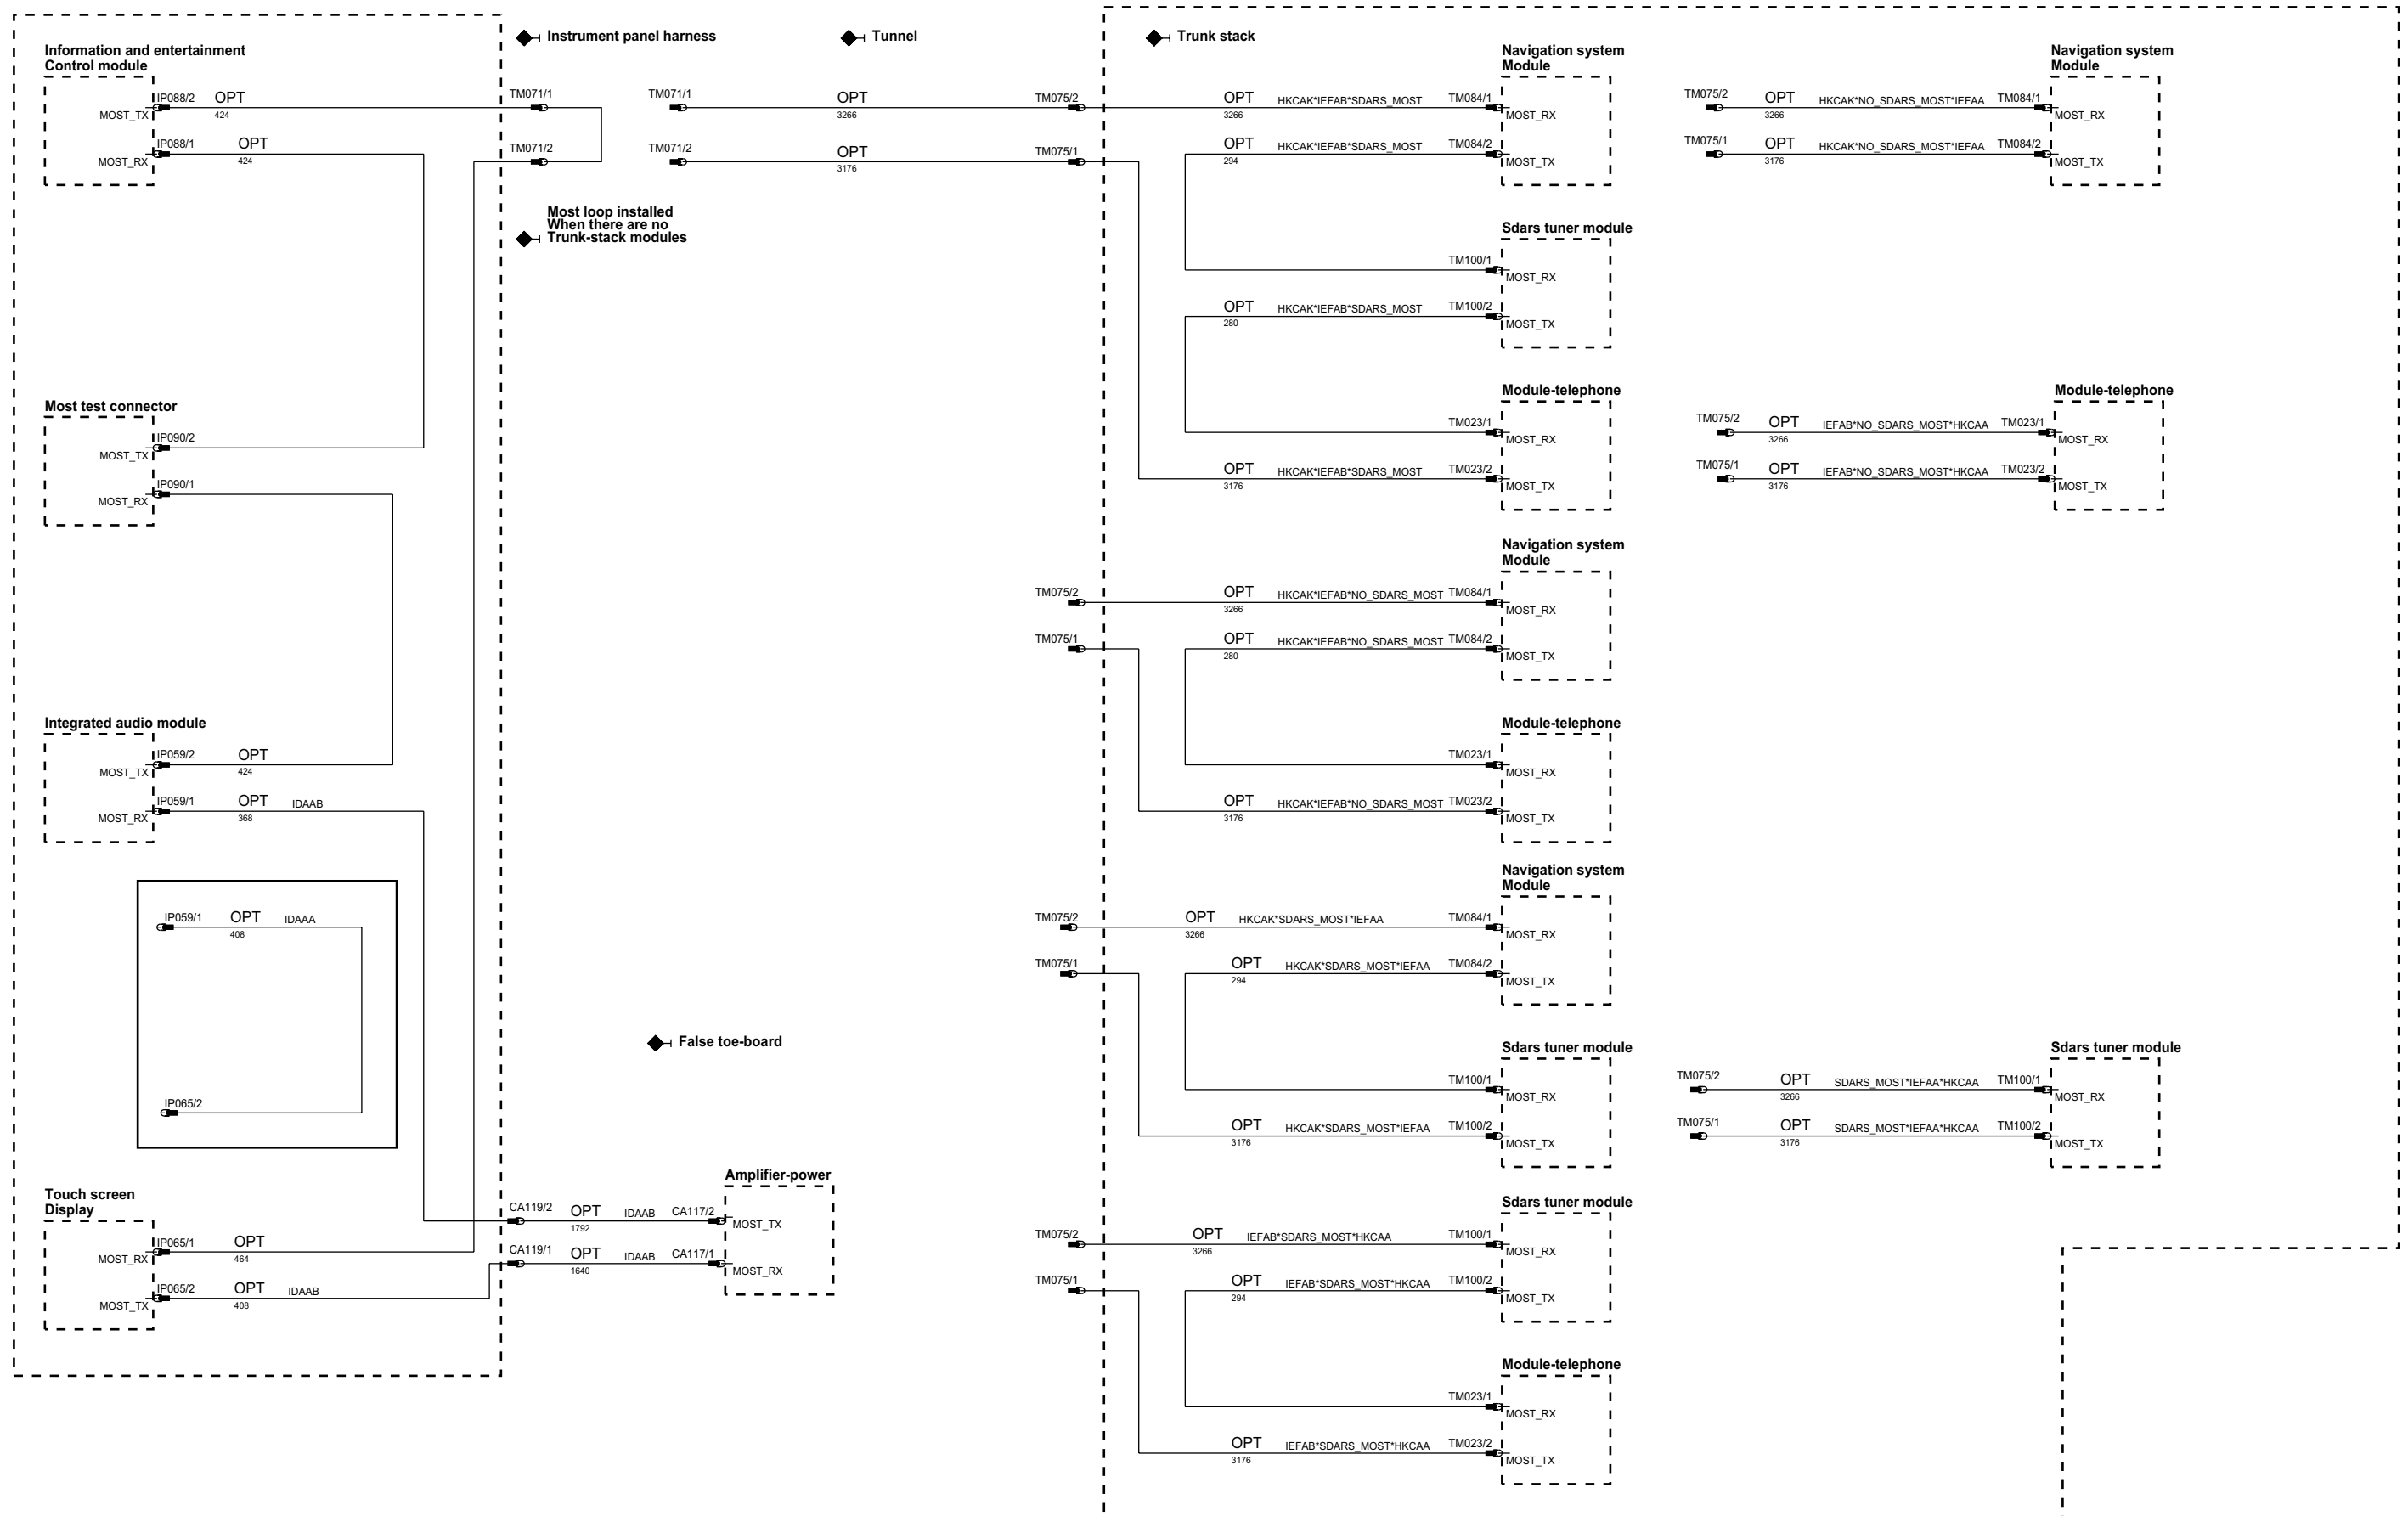 Instrument panel harness
Tunnel
Trunk stack
Information and entertainment
Control module
IP088/2
OPT
424
MOST_TX
IP088/1
OPT
424
MOST_RX
TM071/1
TM071/2
TM071/1
OPT
3266
TM075/2
TM071/2
OPT
3176
TM075/1
Most loop installed
When there are no
Trunk-stack modules
Navigation system
Module
OPT
3266
HKCAK*IEFAB*SDARS_MOST
TM084/1
MOST_RX
OPT
294
HKCAK*IEFAB*SDARS_MOST
TM084/2
MOST_TX
Navigation system
Module
TM075/2
OPT
3266
HKCAK*NO_SDARS_MOST*IEFAA
TM084/1
MOST_RX
TM075/1
OPT
3176
HKCAK*NO_SDARS_MOST*IEFAA
TM084/2
MOST_TX
Sdars tuner module
TM100/1
MOST_RX
OPT
280
HKCAK*IEFAB*SDARS_MOST
TM100/2
MOST_TX
Most test connector
IP090/2
MOST_TX
IP090/1
MOST_RX
Module-telephone
TM023/1
MOST_RX
OPT
3176
HKCAK*IEFAB*SDARS_MOST
TM023/2
MOST_TX
Module-telephone
TM075/2
OPT
3266
IEFAB*NO_SDARS_MOST*HKCAA
TM023/1
MOST_RX
TM075/1
OPT
3176
IEFAB*NO_SDARS_MOST*HKCAA
TM023/2
MOST_TX
Navigation system
Module
TM075/2
OPT
3266
HKCAK*IEFAB*NO_SDARS_MOST
TM084/1
MOST_RX
TM075/1
OPT
280
HKCAK*IEFAB*NO_SDARS_MOST
TM084/2
MOST_TX
Integrated audio module
IP059/2
OPT
424
MOST_TX
IP059/1
OPT
368
IDAAB
MOST_RX
Module-telephone
TM023/1
MOST_RX
OPT
3176
HKCAK*IEFAB*NO_SDARS_MOST
TM023/2
MOST_TX
IP059/1
OPT
408
IDAAA
IP065/2
Navigation system
Module
TM075/2
OPT
3266
HKCAK*SDARS_MOST*IEFAA
TM084/1
MOST_RX
TM075/1
OPT
294
HKCAK*SDARS_MOST*IEFAA
TM084/2
MOST_TX
False toe-board
Sdars tuner module
TM100/1
MOST_RX
OPT
3176
HKCAK*SDARS_MOST*IEFAA
TM100/2
MOST_TX
Sdars tuner module
TM075/2
OPT
3266
SDARS_MOST*IEFAA*HKCAA
TM100/1
MOST_RX
TM075/1
OPT
3176
SDARS_MOST*IEFAA*HKCAA
TM100/2
MOST_TX
Touch screen
Display
IP065/1
OPT
464
MOST_RX
IP065/2
OPT
408
IDAAB
MOST_TX
Amplifier-power
CA119/2
OPT
1792
IDAAB
CA117/2
MOST_TX
CA119/1
OPT
1640
IDAAB
CA117/1
MOST_RX
Sdars tuner module
TM075/2
OPT
3266
IEFAB*SDARS_MOST*HKCAA
TM100/1
MOST_RX
TM075/1
OPT
294
IEFAB*SDARS_MOST*HKCAA
TM100/2
MOST_TX
Module-telephone
TM023/1
MOST_RX
OPT
3176
IEFAB*SDARS_MOST*HKCAA
TM023/2
MOST_TX